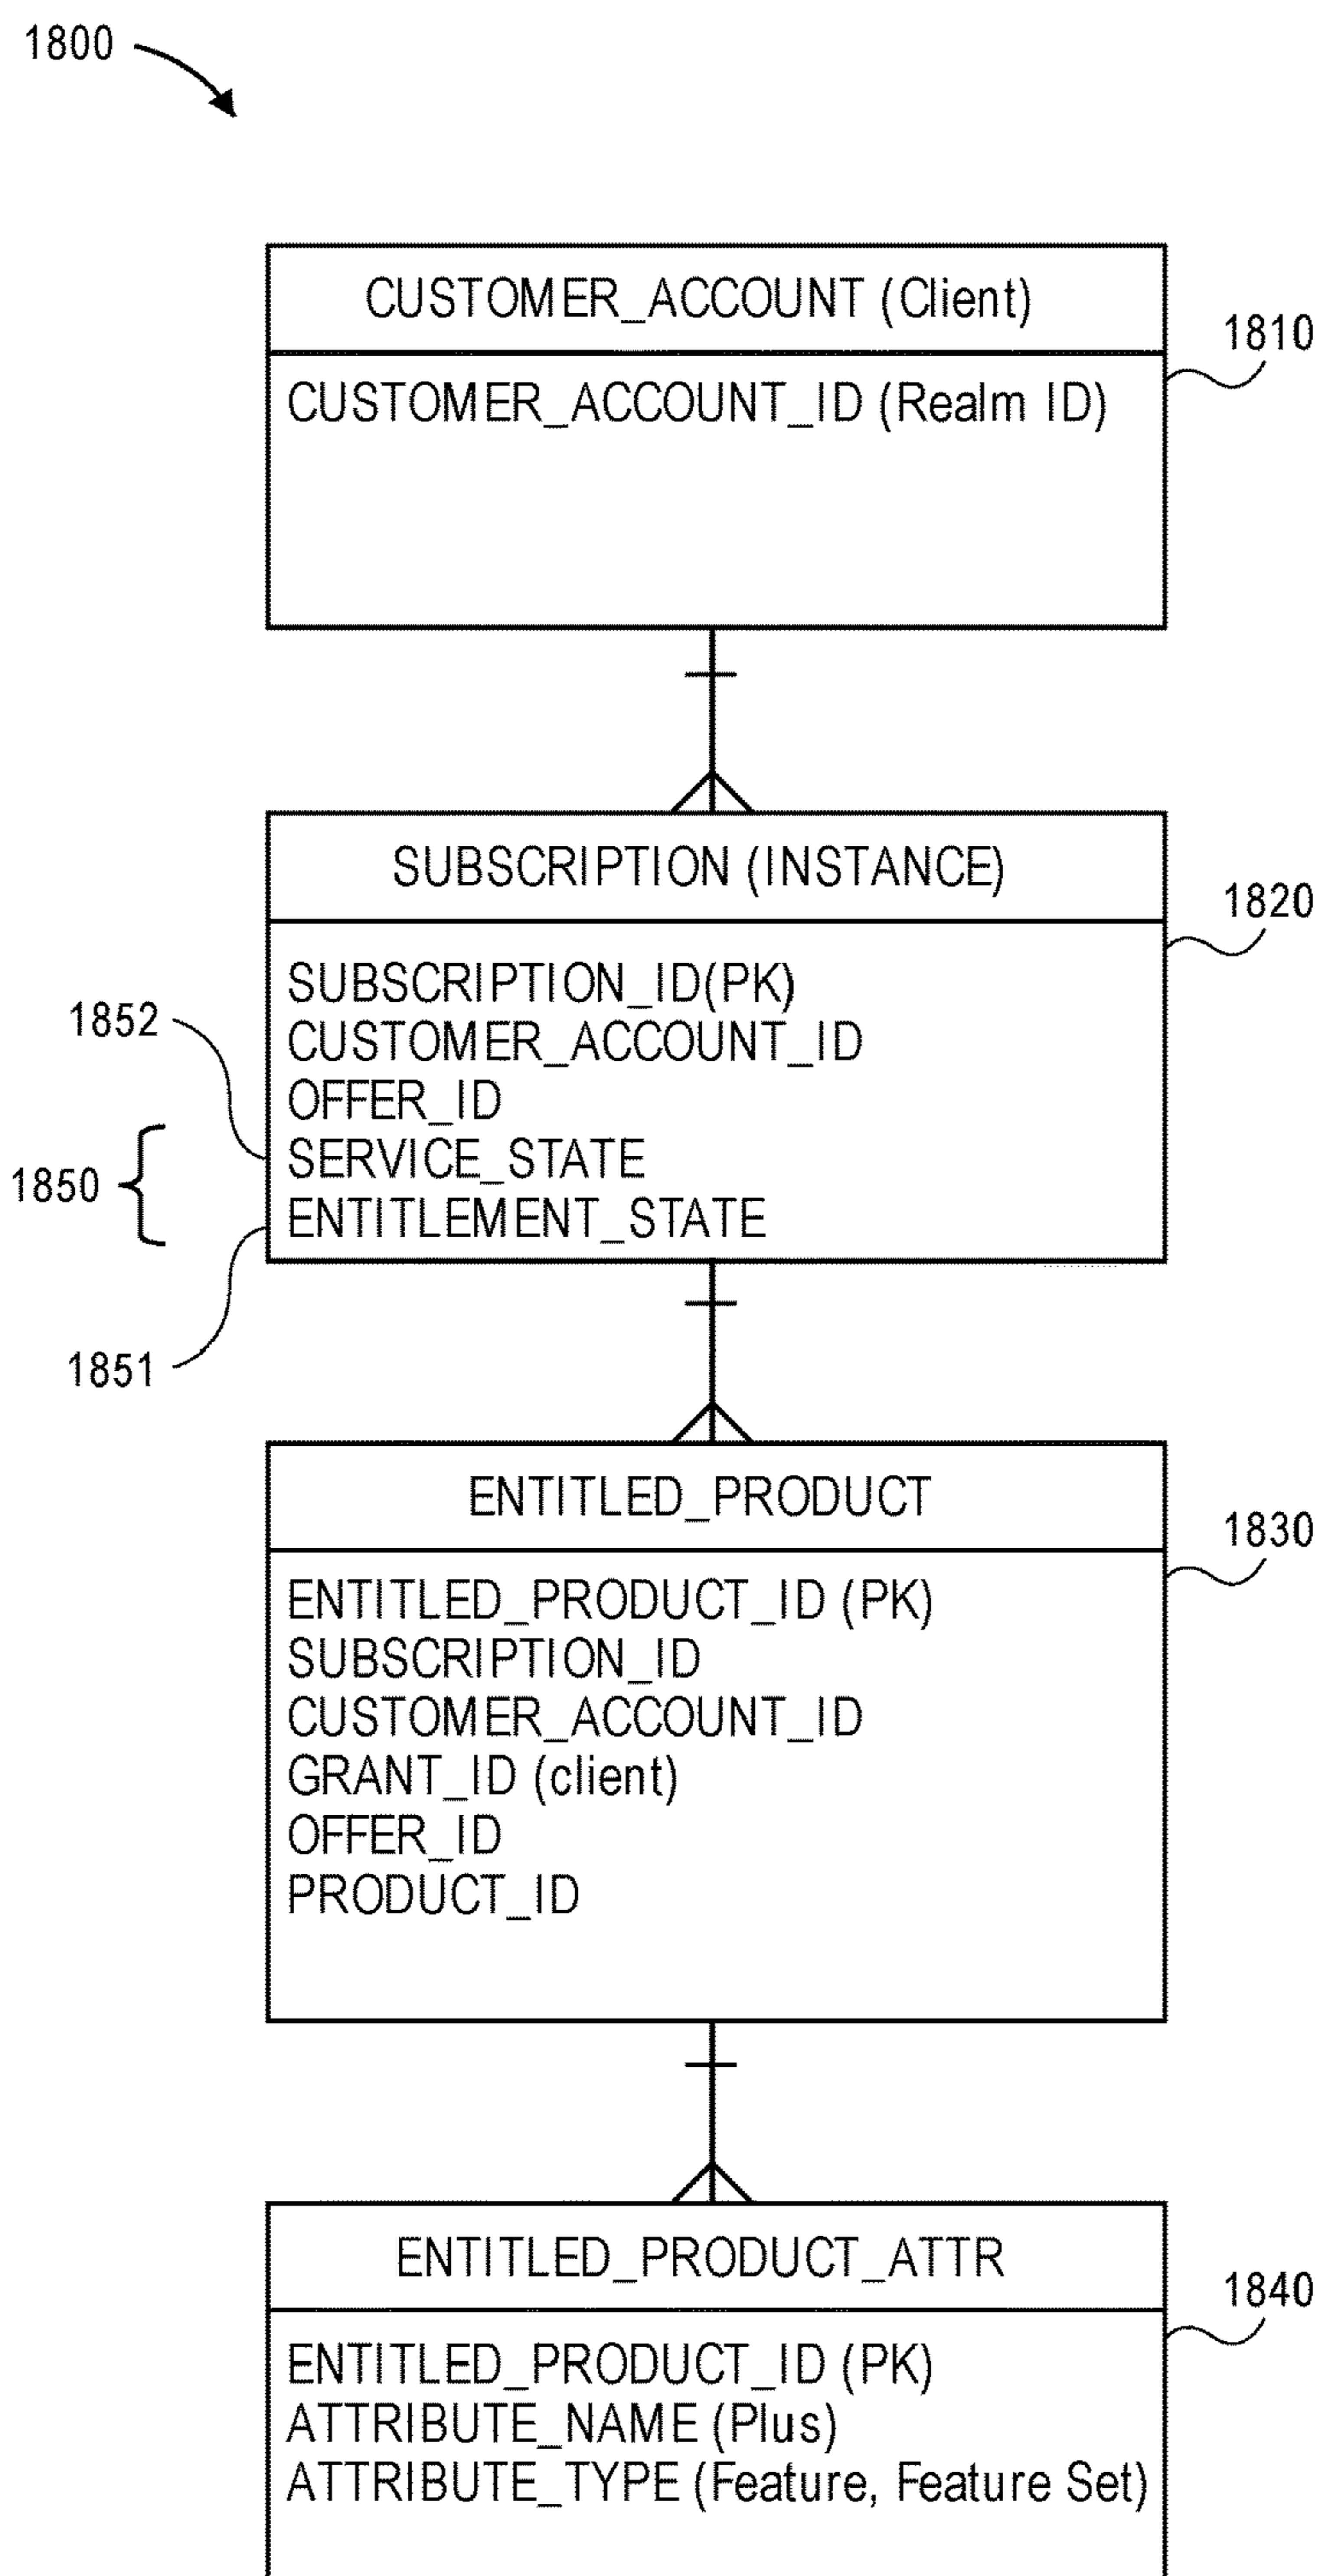 1800
CUSTOMER_ACCOUNT (Client)
1810
CUSTOMER_ACCOUNT_ID (Realm ID)
SUBSCRIPTION (INSTANCE)
1820
SUBSCRIPTION_ID(PK)
1852
CUSTOMER_ACCOUNT_ID
OFFER_ID
SERVICE_STATE
1850
ENTITLEMENT_STATE
1851
ENTITLED_PRODUCT
1830
ENTITLED_PRODUCT_ID (PK)
SUBSCRIPTION_ID
CUSTOMER_ACCOUNT_ID
GRANT_ID (client)
OFFER_ID
PRODUCT_ID
ENTITLED_PRODUCT_ATTR
1840
ENTITLED_PRODUCT_ID (PK)
ATTRIBUTE_NAME (Plus)
ATTRIBUTE_TYPE (Feature, Feature Set)